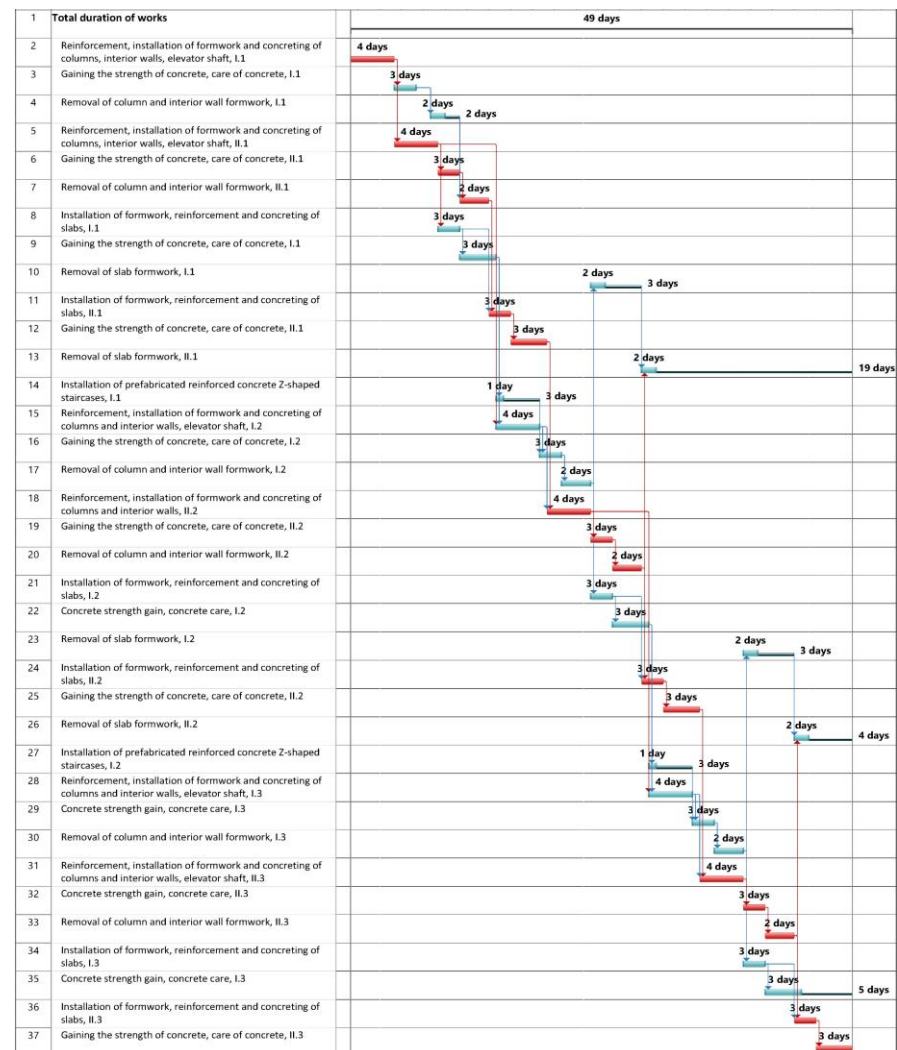 1 Total duration of works 49 days
2 Reinforcement, installation of formwork and concreting of 4 days
columns, interior walls, elevator shaft, I.1
3 Gaining the strength of concrete, care of concrete, I.1 3 days
4 Removal of column and interior wall formwork, I.1 2 days 2 days
5 Reinforcement, installation of formwork and concreting of 4 days
columns, interior walls, elevator shaft, II.1
6 Gaining the strength of concrete, care of concrete, II.1 3 days
7 Removal of column and interior wall formwork, II.1 2 days
8 Installation of formwork, reinforcement and concreting of 3 days
slabs, I.1
9 Gaining the strength of concrete, care of concrete, I.1 3 days
10 Removal of slab formwork, I.1 2 days 3 days
11 Installation of formwork, reinforcement and concreting of 3 days
slabs, II.1
12 Gaining the strength of concrete, care of concrete, II.1 3 days
13 Removal of slab formwork, II.1 2 days 19 days
14 Installation of prefabricated reinforced concrete Z-shaped 1 day 3 days
staircases, I.1
15 Reinforcement, installation of formwork and concreting of 4 days
columns and interior walls, elevator shaft, I.2
16 Gaining the strength of concrete, care of concrete, I.2 3 days
17 Removal of column and interior wall formwork, I.2 2 days
18 Reinforcement, installation of formwork and concreting of 4 days
columns and interior walls, II.2
19 Gaining the strength of concrete, care of concrete, II.2 3 days
20 Removal of column and interior wall formwork, II.2 2 days
21 Installation of formwork, reinforcement and concreting of 3 days
slabs, I.2
22 Concrete strength gain, concrete care, I.2 3 days
23 Removal of slab formwork, I.2 2 days 3 days
24 Installation of formwork, reinforcement and concreting of 3 days
slabs, II.2
25 Gaining the strength of concrete, care of concrete, II.2 3 days
26 Removal of slab formwork, II.2 2 days 4 days
27 Installation of prefabricated reinforced concrete Z-shaped 1 day 3 days
staircases, I.2
28 Reinforcement, installation of formwork and concreting of 4 days
columns and interior walls, elevator shaft, I.3
29 Concrete strength gain, concrete care, I.3 3 days
30 Removal of column and interior wall formwork, I.3 2 days
31 Reinforcement, installation of formwork and concreting of 4 days
columns and interior walls, elevator shaft, II.3
32 Concrete strength gain, concrete care, II.3 3 days
33 Removal of column and interior wall formwork, II.3 2 days
34 Installation of formwork, reinforcement and concreting of 3 days
slabs, I.3
35 Concrete strength gain, concrete care, I.3 3 days 5 days
36 Installation of formwork, reinforcement and concreting of 3 days
slabs, II.3
37 Gaining the strength of concrete, care of concrete, II.3 3 days